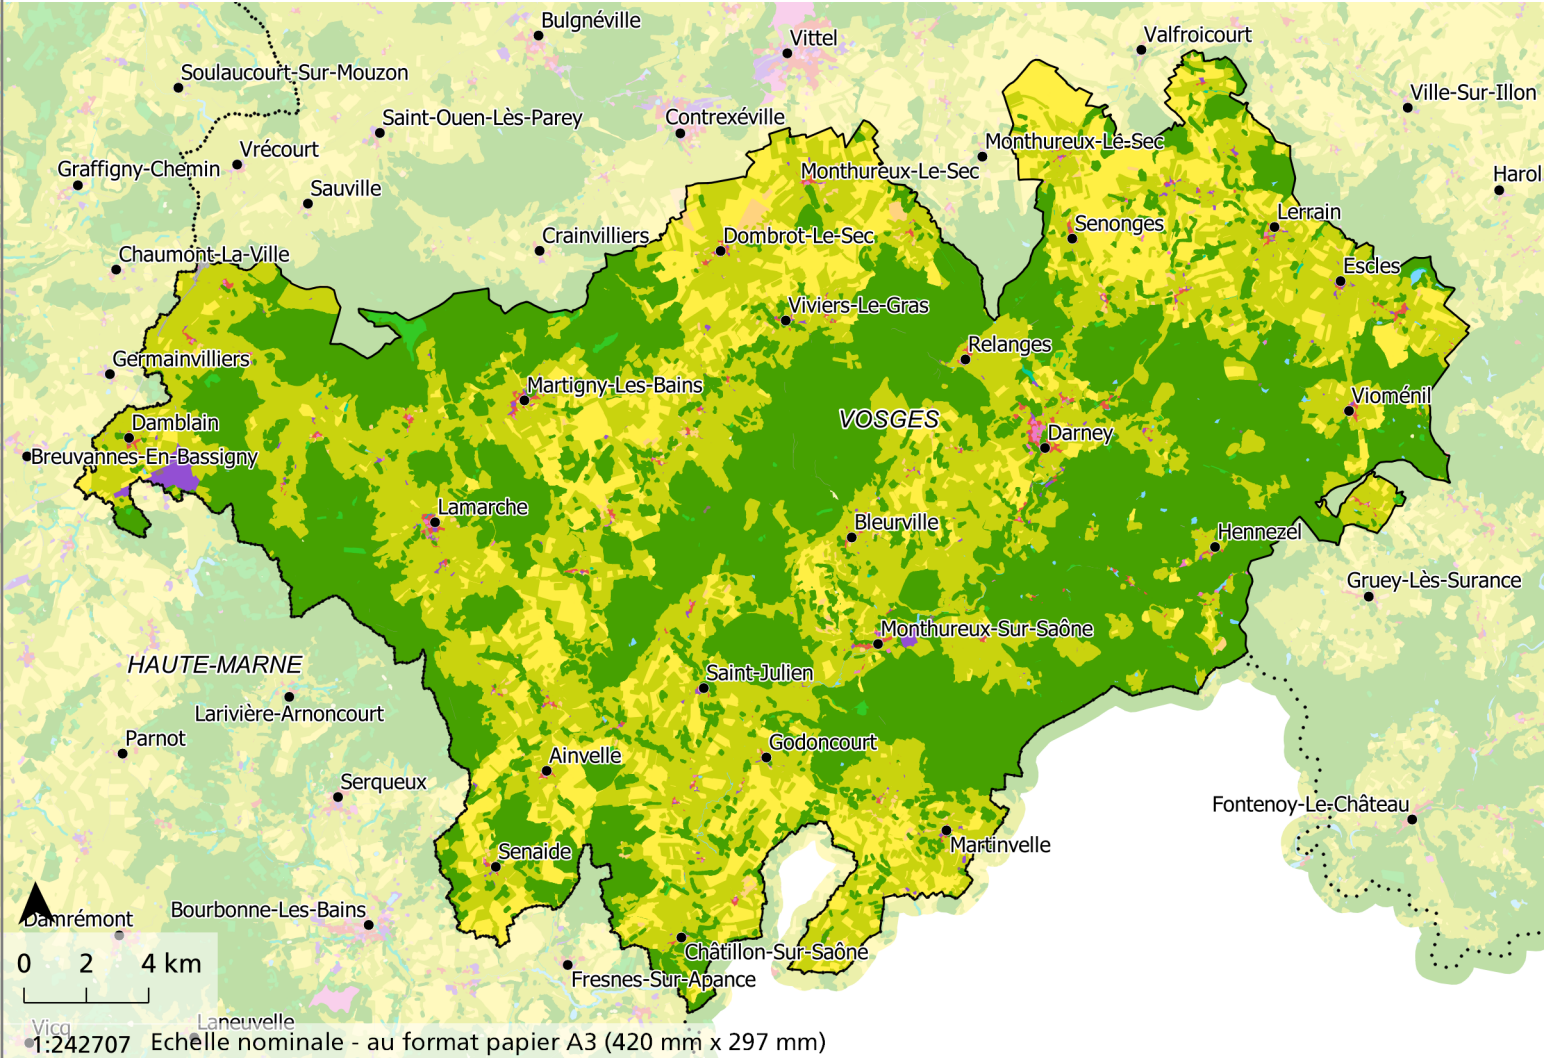 Bulgnéville
Vittel
Valfroicourt
Soulaucourt-Sur-Mouzon
Ville-Sur-Illon
Saint-Ouen-Lès-Parey
Contrexéville
Monthureux-Le-Sec
Vrécourt
Graffigny-Chemin
Monthureux-Le-Sec
Harol
Sauville
Lerrain
Senonges
Crainvilliers
Dombrot-Le-Sec
Chaumont-La-Ville
Escles
Viviers-Le-Gras
Relanges
Germainvilliers
Martigny-Les-Bains
Vioménil
VOSGES
Damblain
Darney
Breuvannes-En-Bassigny
Lamarche
Bleurville
Hennezel
Gruey-Lès-Surance
Monthureux-Sur-Saône
HAUTE-MARNE
Saint-Julien
Larivière-Arnoncourt
Parnot
Godoncourt
Ainvelle
Serqueux
Fontenoy-Le-Château
Martinvelle
Senaide
Bourbonne-Les-Bains
Damrémont
Châtillon-Sur-Saône
0 2 4 km
Fresnes-Sur-Apance
Laneuvelle
Vicq
1:242707 Echelle nominale - au format papier A3 (420 mm x 297 mm)